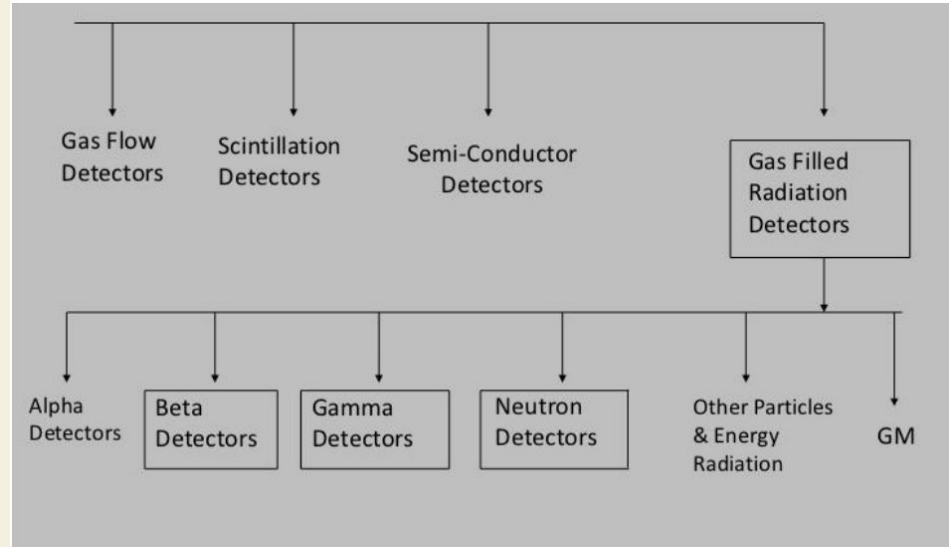 Gas Flow
Detectors
Scintillation
Detectors
Semi-Conductor
Detectors
Gas Filled
Radiation
Detectors
Alpha
Detectors
Beta
Detectors
Gamma
Detectors
Neutron
Detectors
Other Particles
& Energy
Radiation
GM